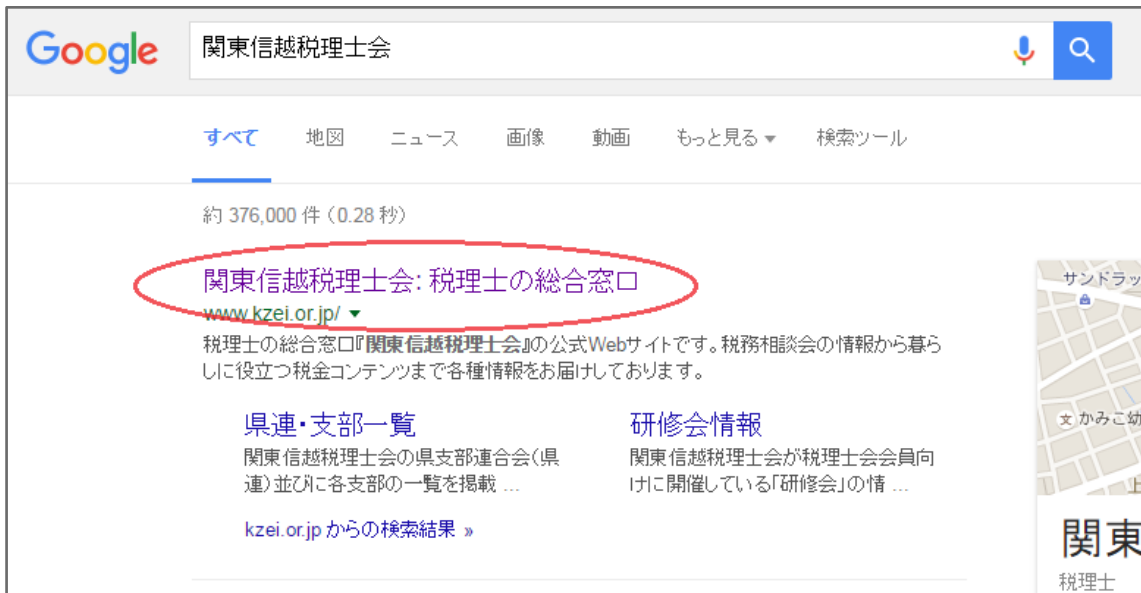 Google
関東信越税理士会
すべて 地図 ニュース 画像 動画 もっと見る 検索ツール
約 376,000 件 (0.28 秒)
関東信越税理士会: 税理士の総合窓口
www.kzei.or.jp/
税理士の総合窓口『関東信越税理士会』の公式Webサイトです。税務相談会の情報から暮ら
しに役立つ税金コンテンツまで各種情報をお届けしております。
県連・支部一覧
関東信越税理士会の県支部連合会(県
連)並びに各支部の一覧を掲載 ...
研修会情報
関東信越税理士会が税理士会会員向
けに開催している「研修会」の情 ...
kzei.or.jp からの検索結果 »
サンドラッ
文 かみこ幼
上
関東
税理士